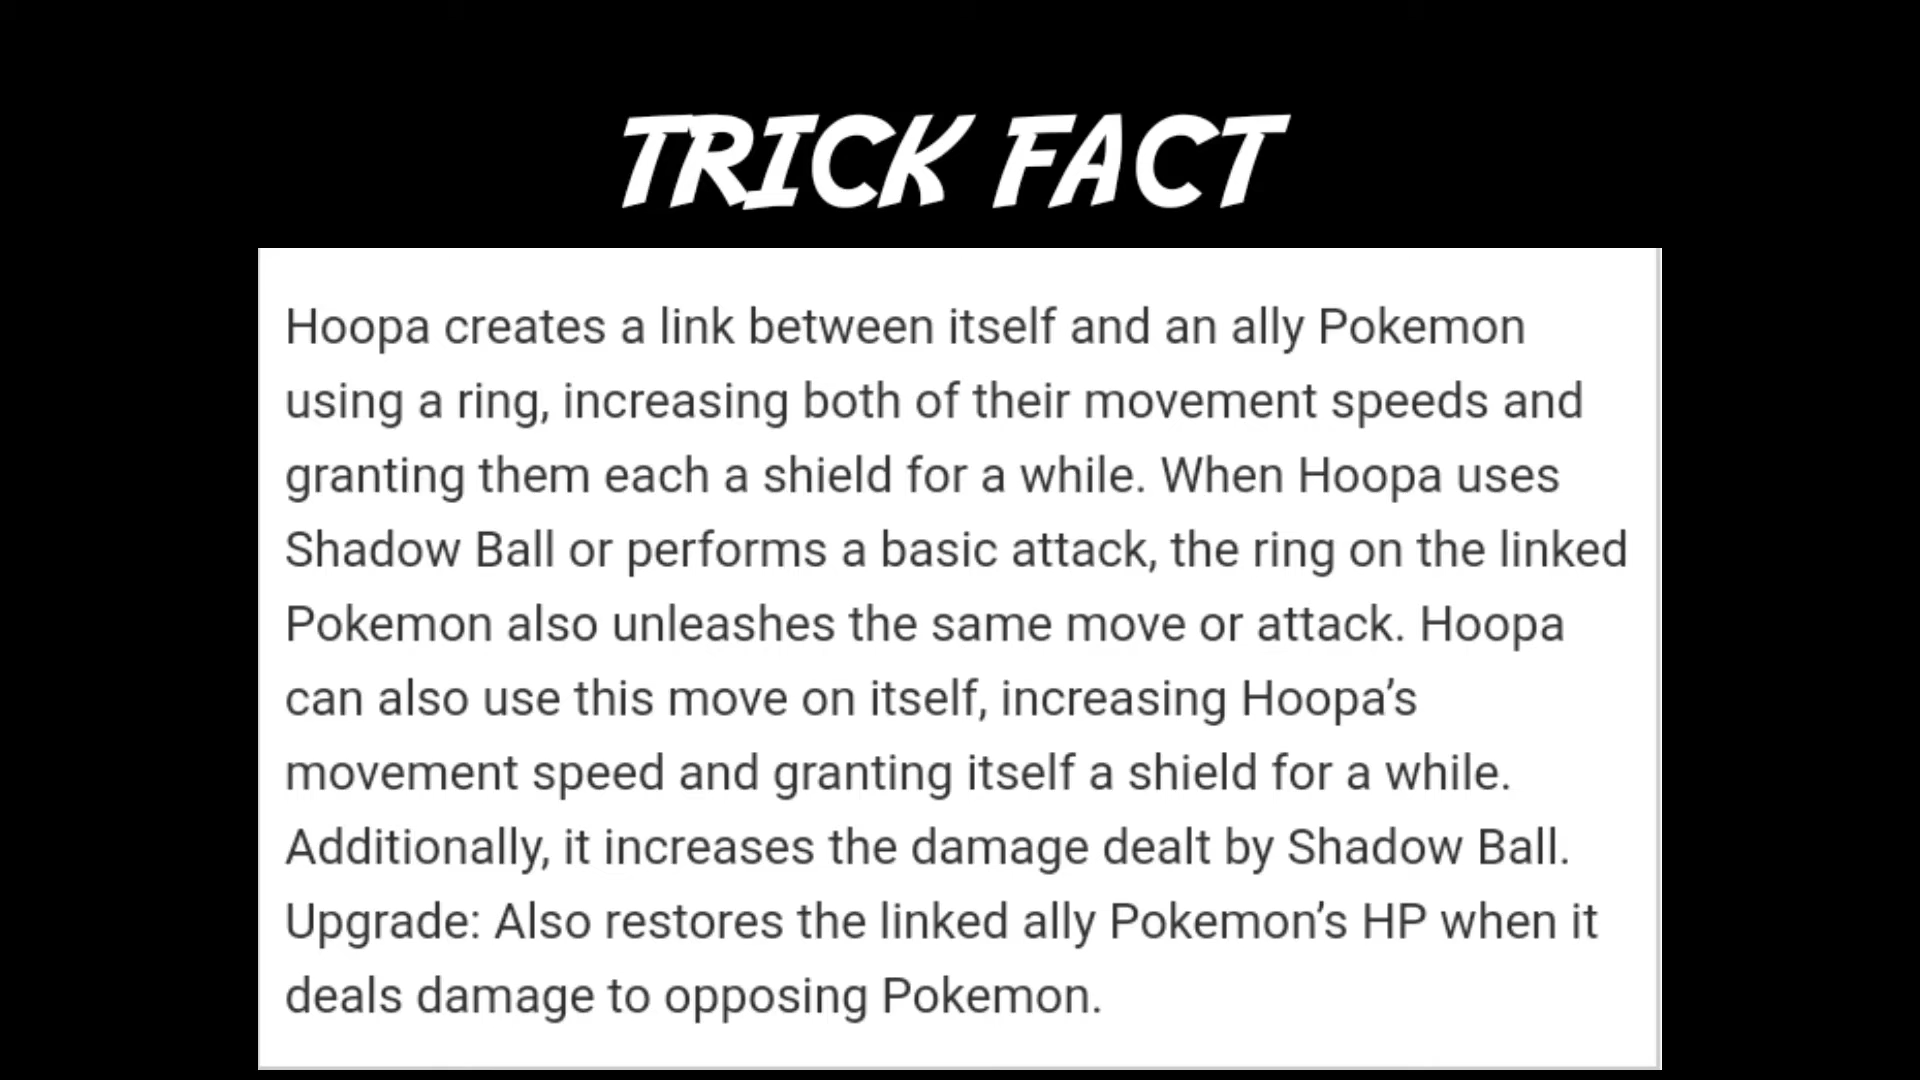 TRICK FACT
Hoopa creates a link between itself and an ally Pokemon
using a ring, increasing both of their movement speeds and
granting them each a shield for a while. When Hoopa uses
Shadow Ball or performs a basic attack, the ring on the linked
Pokemon also unleashes the same move or attack. Hoopa
can also use this move on itself, increasing Hoopa’s
movement speed and granting itself a shield for a while.
Additionally, it increases the damage dealt by Shadow Ball.
Upgrade: Also restores the linked ally Pokemon’s HP when it
deals damage to opposing Pokemon.